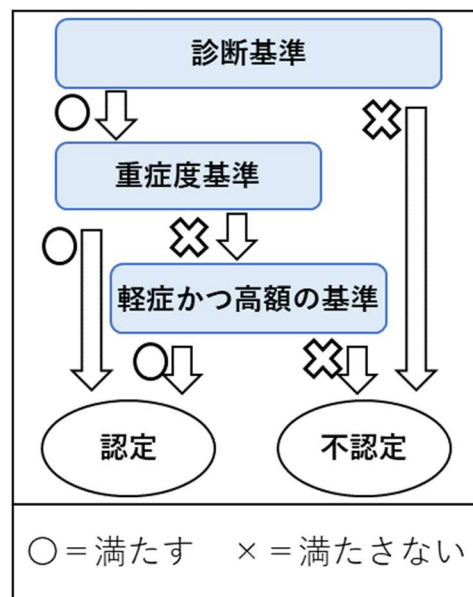 診断基準
○
×
重症度基準
○
×
軽症かつ高額の基準
○
×
認定
不認定
○=満たす ×=満たさない